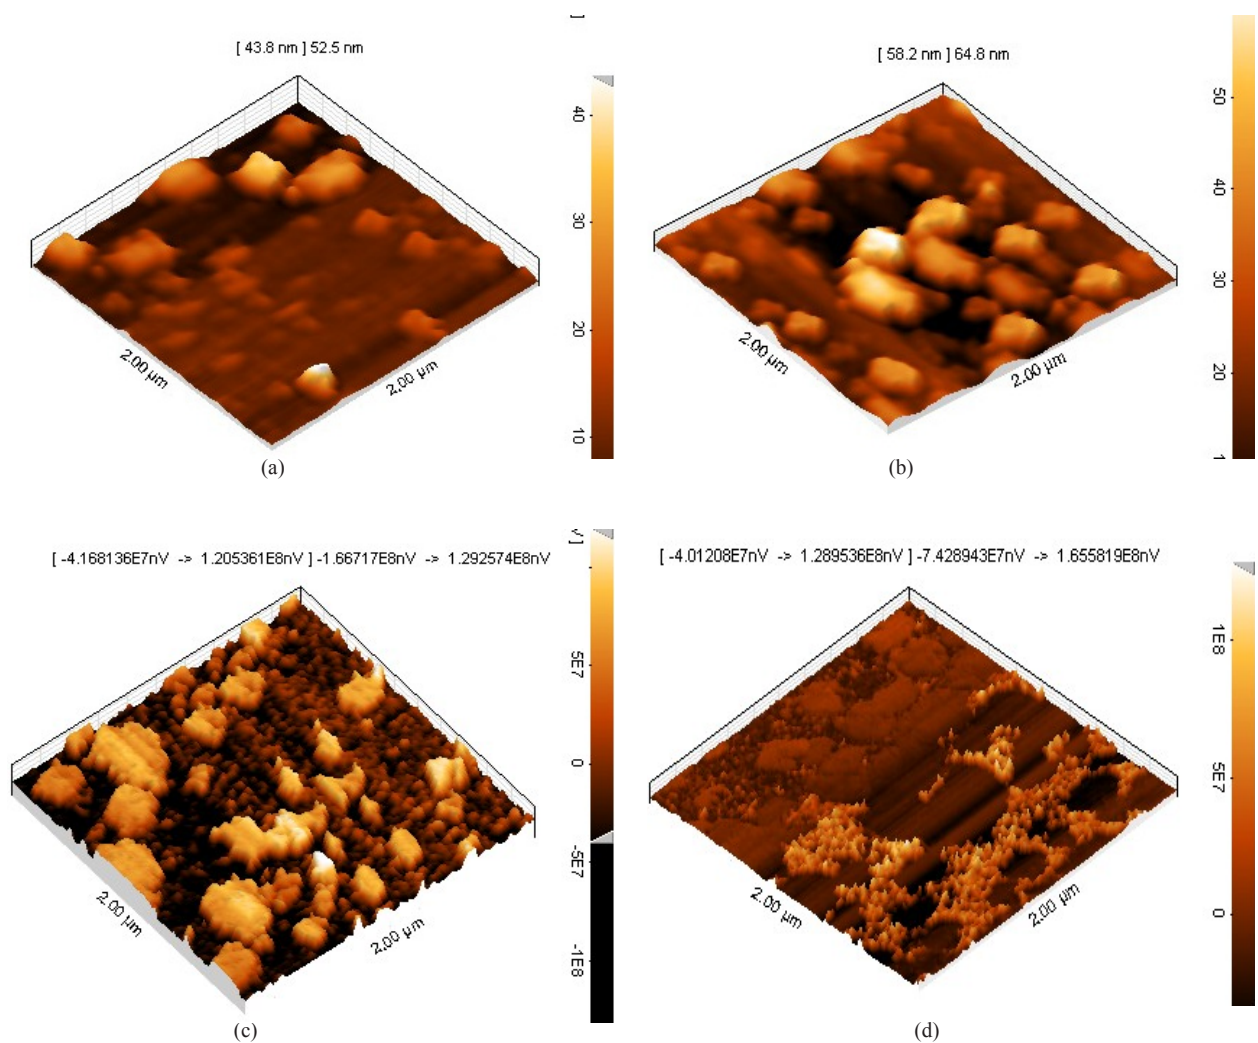 ]
[ 43.8 nm ] 52.5 nm
40
30
20
10
2.00 µm
2.00 µm
(a)
[ 58.2 nm ] 64.8 nm
50
40
30
20
2.00 µm
2.00 µm
(b)
[ -4.168136E7nV -> 1.205361E8nV ] -1.66717E8nV -> 1.292574E8nV
5E7
0
-5E7
-1E8
2.00 µm
2.00 µm
(c)
[ -4.01208E7nV -> 1.289536E8nV ] -7.428943E7nV -> 1.655819E8nV
1E8
5E7
0
2.00 µm
2.00 µm
(d)